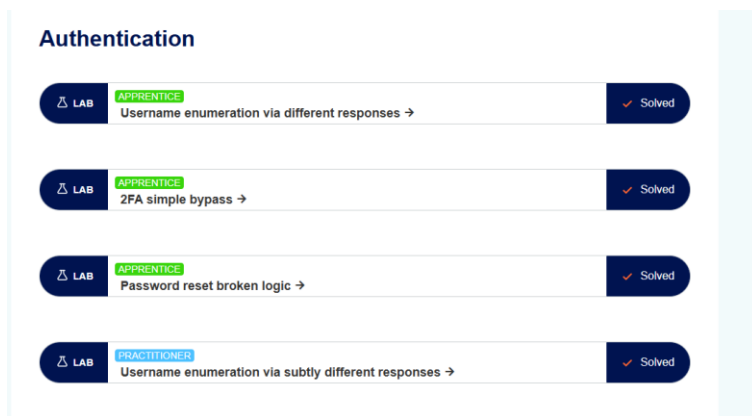 Authentication
LAB
APPRENTICE
Username enumeration via different responses →
Solved
LAB
APPRENTICE
2FA simple bypass →
Solved
LAB
APPRENTICE
Password reset broken logic →
Solved
LAB
PRACTITIONER
Username enumeration via subtly different responses →
Solved